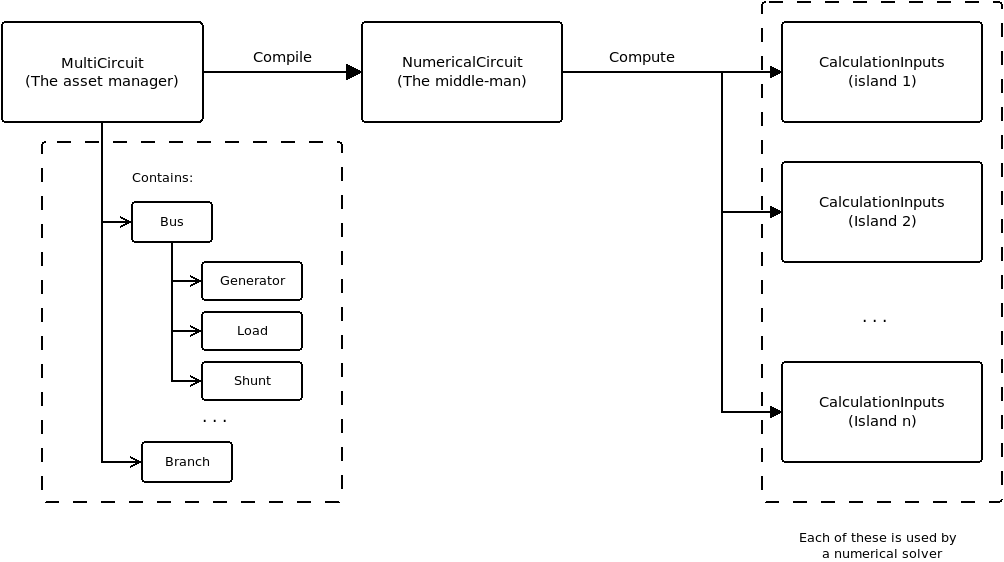 MultiCircuit
(The asset manager)
Compile
NumericalCircuit
(The middle-man)
Compute
CalculationInputs
(island 1)
Contains:
Bus
Generator
Load
Shunt
...
Branch
CalculationInputs
(Island 2)
...
CalculationInputs
(Island n)
Each of these is used by
a numerical solver